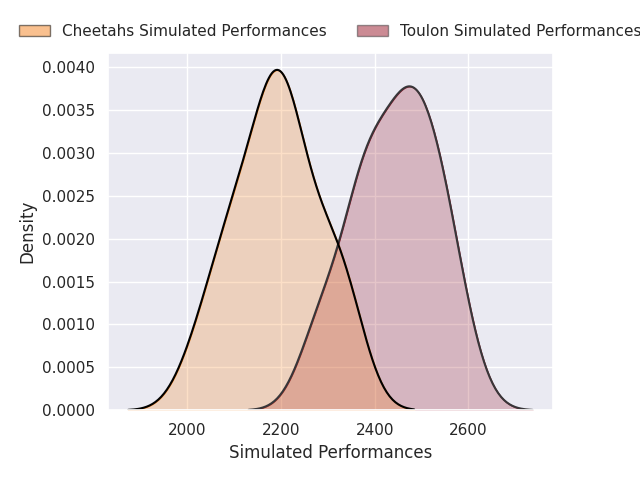 Cheetahs Simulated Performances Toulon Simulated Performances
0.0040
0.0035
0.0030
0.0025
0.0020
0.0015
0.0010
0.0005
0.0000
Density
2000 2200 2400 2600
Simulated Performances